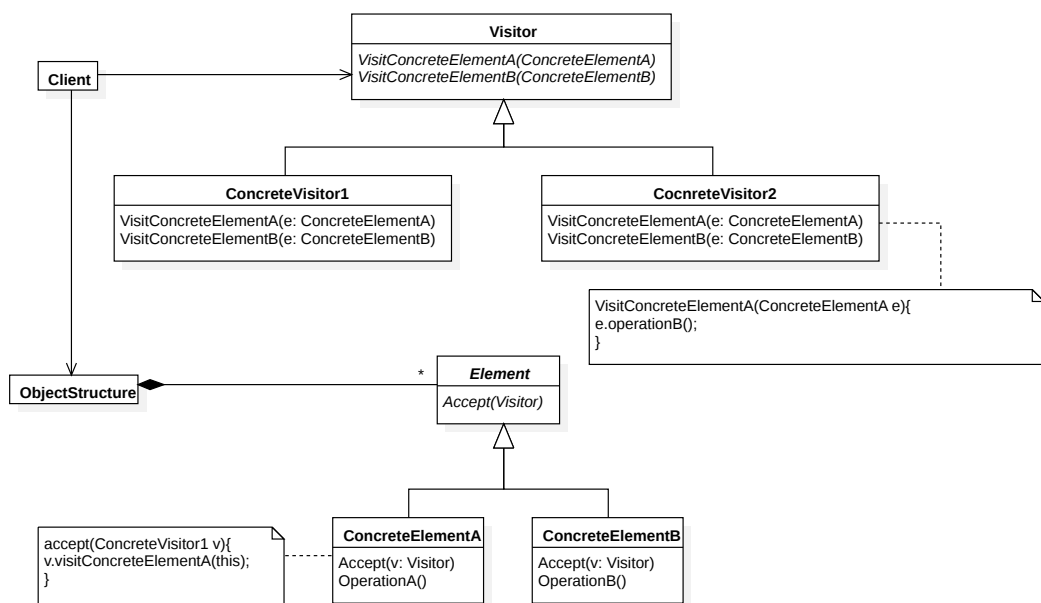 Visitor
VisitConcreteElementA(ConcreteElementA)
VisitConcreteElementB(ConcreteElementB)
Client
ConcreteVisitor1
VisitConcreteElementA(e: ConcreteElementA)
VisitConcreteElementB(e: ConcreteElementB)
CocnreteVisitor2
VisitConcreteElementA(e: ConcreteElementA)
VisitConcreteElementB(e: ConcreteElementB)
VisitConcreteElementA(ConcreteElementA e){
e.operationB();
}
ObjectStructure
*
Element
Accept(Visitor)
accept(ConcreteVisitor1 v){
v.visitConcreteElementA(this);
}
ConcreteElementA
Accept(v: Visitor)
OperationA()
ConcreteElementB
Accept(v: Visitor)
OperationB()